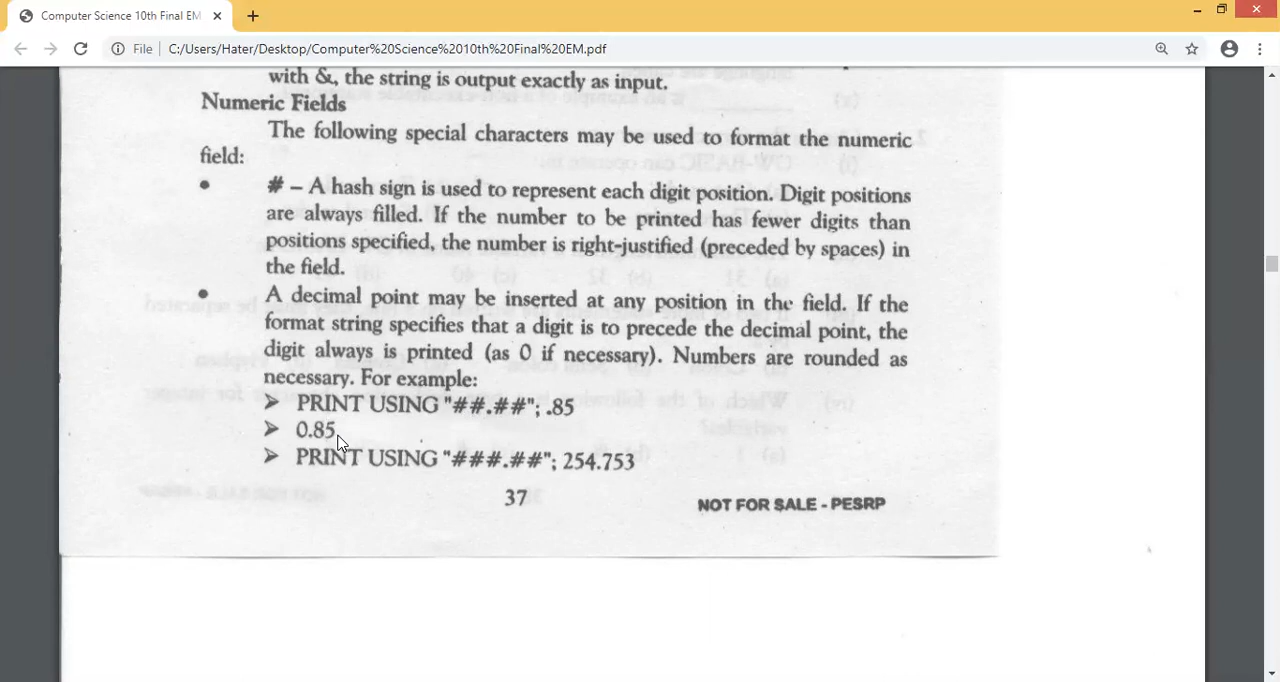 Computer Science 10th Final EM
File
C:/Users/Hater/Desktop/Computer%20Science%2010th%20Final%20EM.pdf
with &, the string is output exactly as input.
Numeric Fields
The following special characters may be used to format the numeric
field:
• # – A hash sign is used to represent each digit position. Digit positions
are always filled. If the number to be printed has fewer digits than
positions specified, the number is right-justified (preceded by spaces) in
the field.
• A decimal point may be inserted at any position in the field. If the
format string specifies that a digit is to precede the decimal point, the
digit always is printed (as 0 if necessary). Numbers are rounded as
necessary. For example:
➢ PRINT USING "##.##"; .85
➢ 0.85
➢ PRINT USING "###.##"; 254.753
37
NOT FOR SALE - PESRP